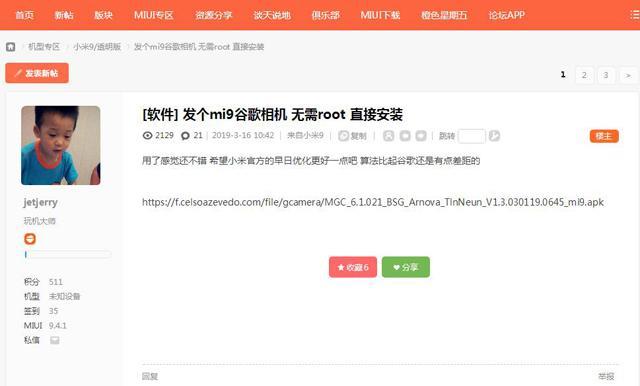 首页 新帖 版块 MIUI专区 资源分享 谈天说地 俱乐部 MIUI下载 橙色星期五 论坛APP
机型专区 › 小米9/透明版 › 发个mi9谷歌相机 无需root 直接安装
发表新帖
1 2 3 >
[软件] 发个mi9谷歌相机 无需root 直接安装
2129 21 | 2019-3-16 10:42 | 来自小米9 | 复制 | | 跳转 楼主
用了感觉还不错 希望小米官方的早日优化更好一点吧 算法比起谷歌还是有点差距的
https://f.celsoazevedo.com/file/gcamera/MGC_6.1.021_BSG_Arnova_TlnNeun_V1.3.030119.0645_mi9.apk
jetjerry
玩机大师
积分 511
机型 未知设备
签到 35
MIUI 9.4.1
私信
收藏6 分享
回复 举报